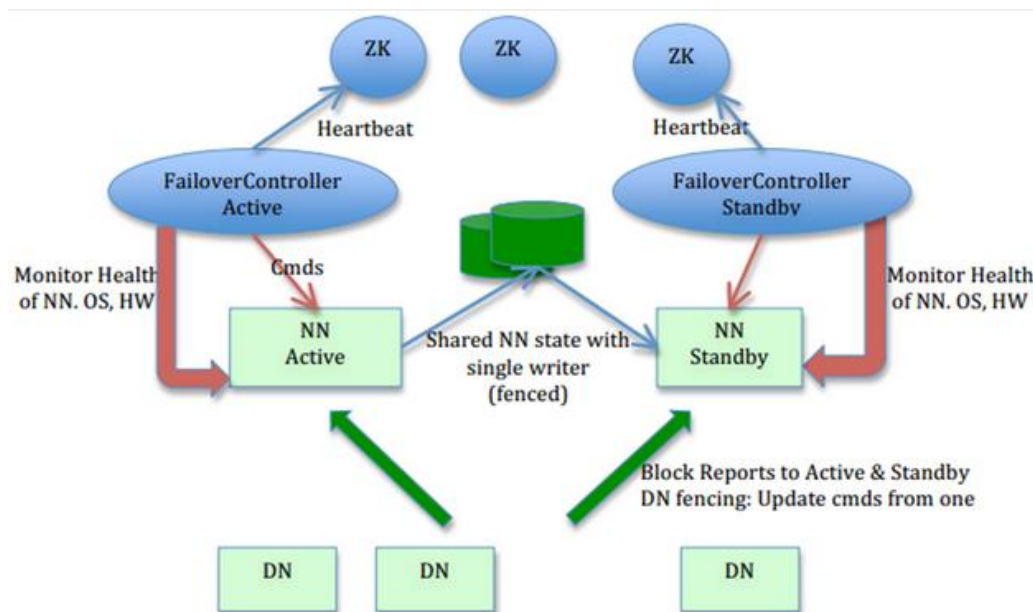 ZK
ZK
ZK
Heartbeat
Heartbeat
FailoverController
Active
FailoverController
Standby
Cmds
Monitor Health
of NN. OS, HW
Monitor Health
of NN. OS, HW
NN
Active
Shared NN state with
single writer
(fenced)
NN
Standby
Block Reports to Active & Standby
DN fencing: Update cmds from one
DN
DN
DN